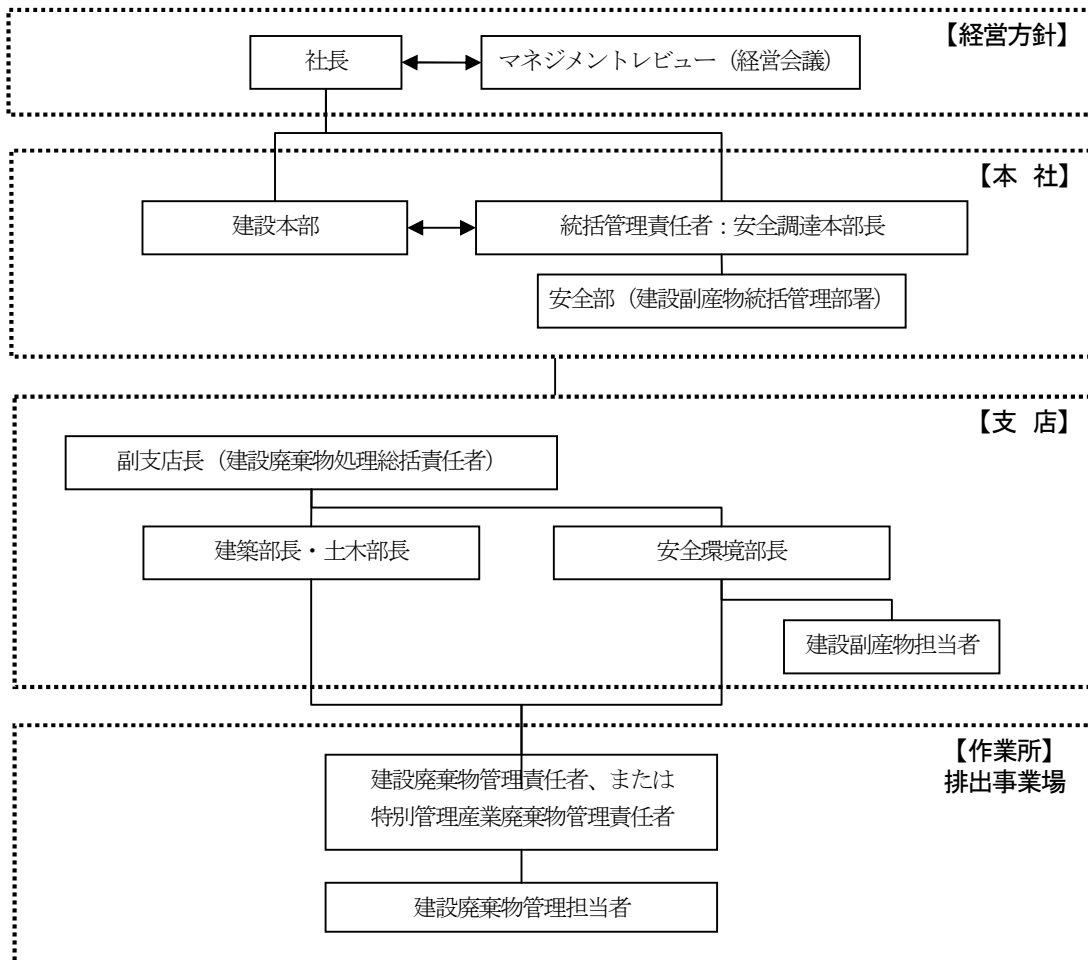 【経営方針】
社長
マネジメントレビュー（経営会議）
【本 社】
建設本部
統括管理責任者：安全調達本部長
安全部（建設副産物統括管理部署）
【支 店】
副支店長（建設廃棄物処理総括責任者）
建築部長・土木部長
安全環境部長
建設副産物担当者
【作業所】
排出事業場
建設廃棄物管理責任者、または
特別管理産業廃棄物管理責任者
建設廃棄物管理担当者